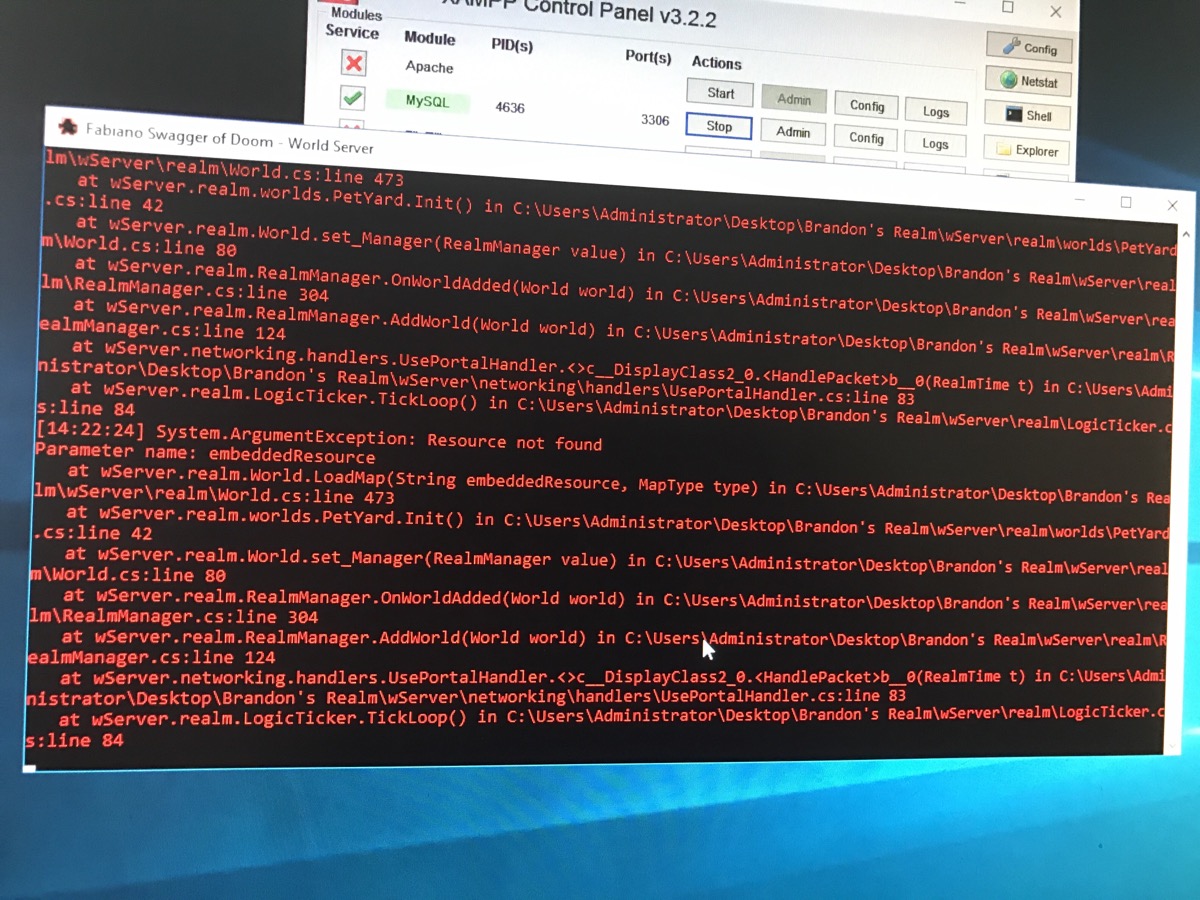 Control Panel v3.2.2
Modules
Service
Module
PID(s)
Port(s)
Actions
Apache
Start
Admin
Config
Logs
MySQL
4636
3306
Stop
Admin
Config
Logs
Config
Netstat
Shell
Explorer
Fabiano Swagger of Doom - World Server
lm\wServer\realm\World.cs:line 473
at wServer.realm.worlds.PetYard.Init() in C:\Users\Administrator\Desktop\Brandon's Realm\wServer\realm\worlds\PetYard
.cs:line 42
at wServer.realm.World.set_Manager(RealmManager value) in C:\Users\Administrator\Desktop\Brandon's Realm\wServer\real
m\World.cs:line 80
at wServer.realm.RealmManager.OnWorldAdded(World world) in C:\Users\Administrator\Desktop\Brandon's Realm\wServer\rea
lm\RealmManager.cs:line 304
at wServer.realm.RealmManager.AddWorld(World world) in C:\Users\Administrator\Desktop\Brandon's Realm\wServer\realm\R
ealmManager.cs:line 124
at wServer.networking.handlers.UsePortalHandler.<>c__DisplayClass2_0.<HandlePacket>b__0(RealmTime t) in C:\Users\Admi
nistrator\Desktop\Brandon's Realm\wServer\networking\handlers\UsePortalHandler.cs:line 83
at wServer.realm.LogicTicker.TickLoop() in C:\Users\Administrator\Desktop\Brandon's Realm\wServer\realm\LogicTicker.c
s:line 84
[14:22:24] System.ArgumentException: Resource not found
Parameter name: embeddedResource
at wServer.realm.World.LoadMap(String embeddedResource, MapType type) in C:\Users\Administrator\Desktop\Brandon's Rea
lm\wServer\realm\World.cs:line 473
at wServer.realm.worlds.PetYard.Init() in C:\Users\Administrator\Desktop\Brandon's Realm\wServer\realm\worlds\PetYard
.cs:line 42
at wServer.realm.World.set_Manager(RealmManager value) in C:\Users\Administrator\Desktop\Brandon's Realm\wServer\real
m\World.cs:line 80
at wServer.realm.RealmManager.OnWorldAdded(World world) in C:\Users\Administrator\Desktop\Brandon's Realm\wServer\rea
lm\RealmManager.cs:line 304
at wServer.realm.RealmManager.AddWorld(World world) in C:\Users\Administrator\Desktop\Brandon's Realm\wServer\realm\R
ealmManager.cs:line 124
at wServer.networking.handlers.UsePortalHandler.<>c__DisplayClass2_0.<HandlePacket>b__0(RealmTime t) in C:\Users\Admi
nistrator\Desktop\Brandon's Realm\wServer\networking\handlers\UsePortalHandler.cs:line 83
at wServer.realm.LogicTicker.TickLoop() in C:\Users\Administrator\Desktop\Brandon's Realm\wServer\realm\LogicTicker.c
s:line 84